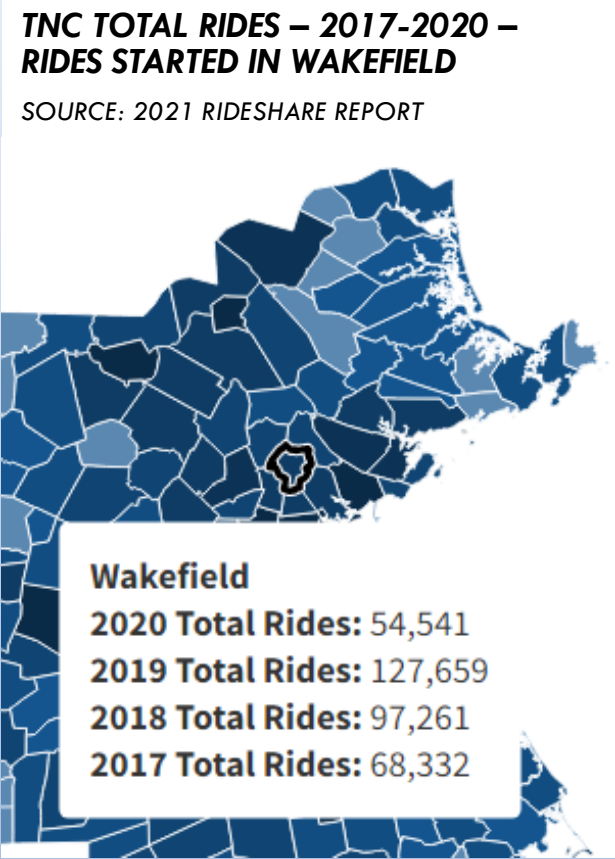 TNC TOTAL RIDES – 2017-2020 –
RIDES STARTED IN WAKEFIELD
SOURCE: 2021 RIDESHARE REPORT
Wakefield
2020 Total Rides: 54,541
2019 Total Rides: 127,659
2018 Total Rides: 97,261
2017 Total Rides: 68,332